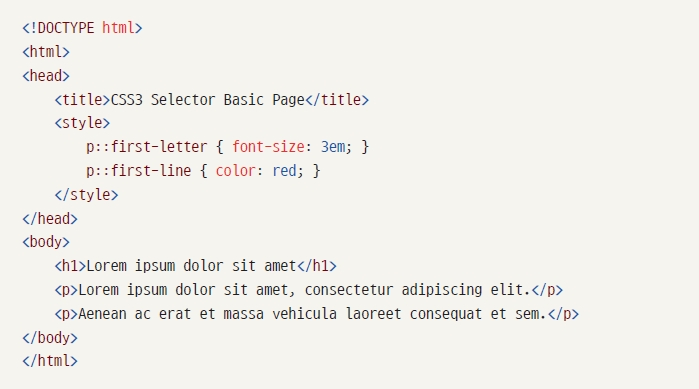 <!DOCTYPE html>
<html>
<head>
    <title>CSS3 Selector Basic Page</title>
    <style>
        p::first-letter { font-size: 3em; }
        p::first-line { color: red; }
    </style>
</head>
<body>
    <h1>Lorem ipsum dolor sit amet</h1>
    <p>Lorem ipsum dolor sit amet, consectetur adipiscing elit.</p>
    <p>Aenean ac erat et massa vehicula laoreet consequat et sem.</p>
</body>
</html>